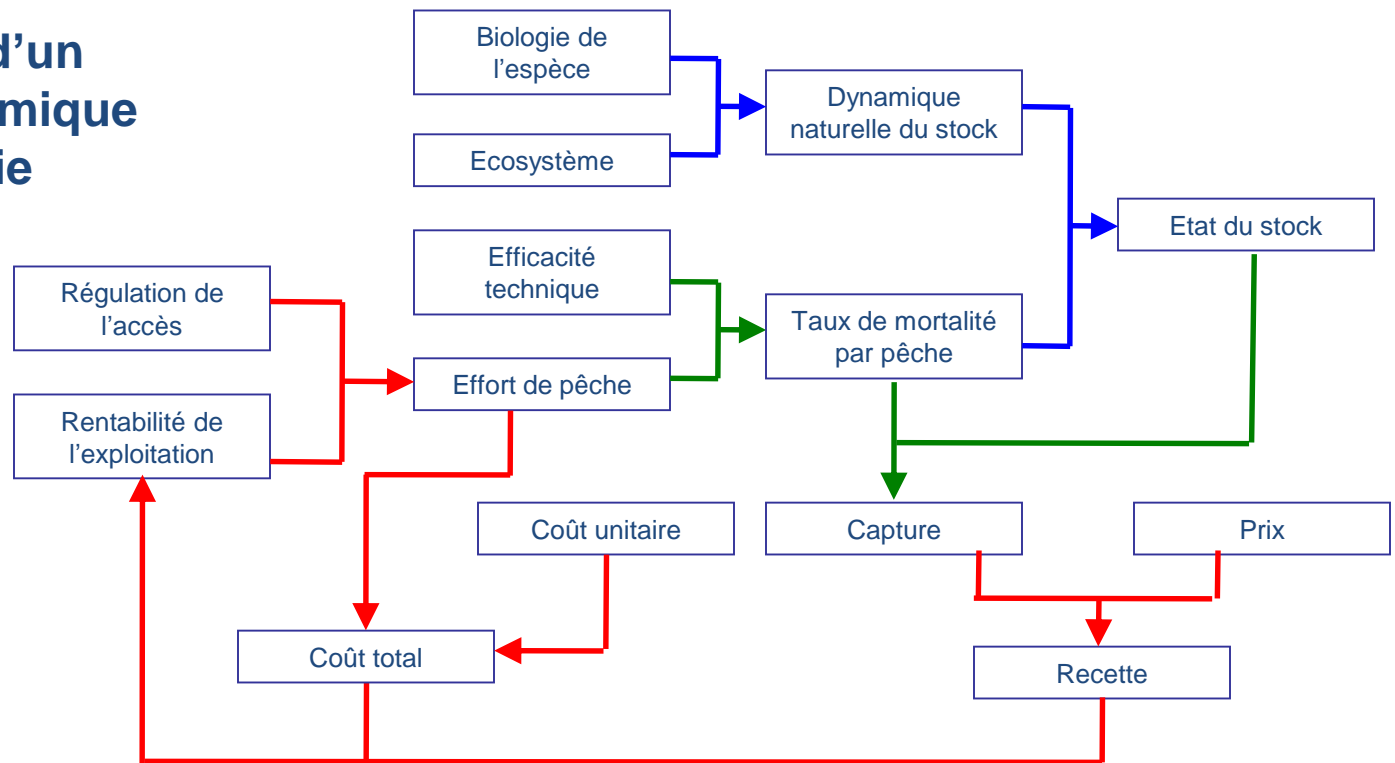 d’un
mique
ie
Biologie de
l’espèce
Dynamique
naturelle du stock
Ecosystème
Etat du stock
Efficacité
technique
Régulation de
l’accès
Taux de mortalité
par pêche
Effort de pêche
Rentabilité de
l’exploitation
Coût unitaire
Capture
Prix
Coût total
Recette